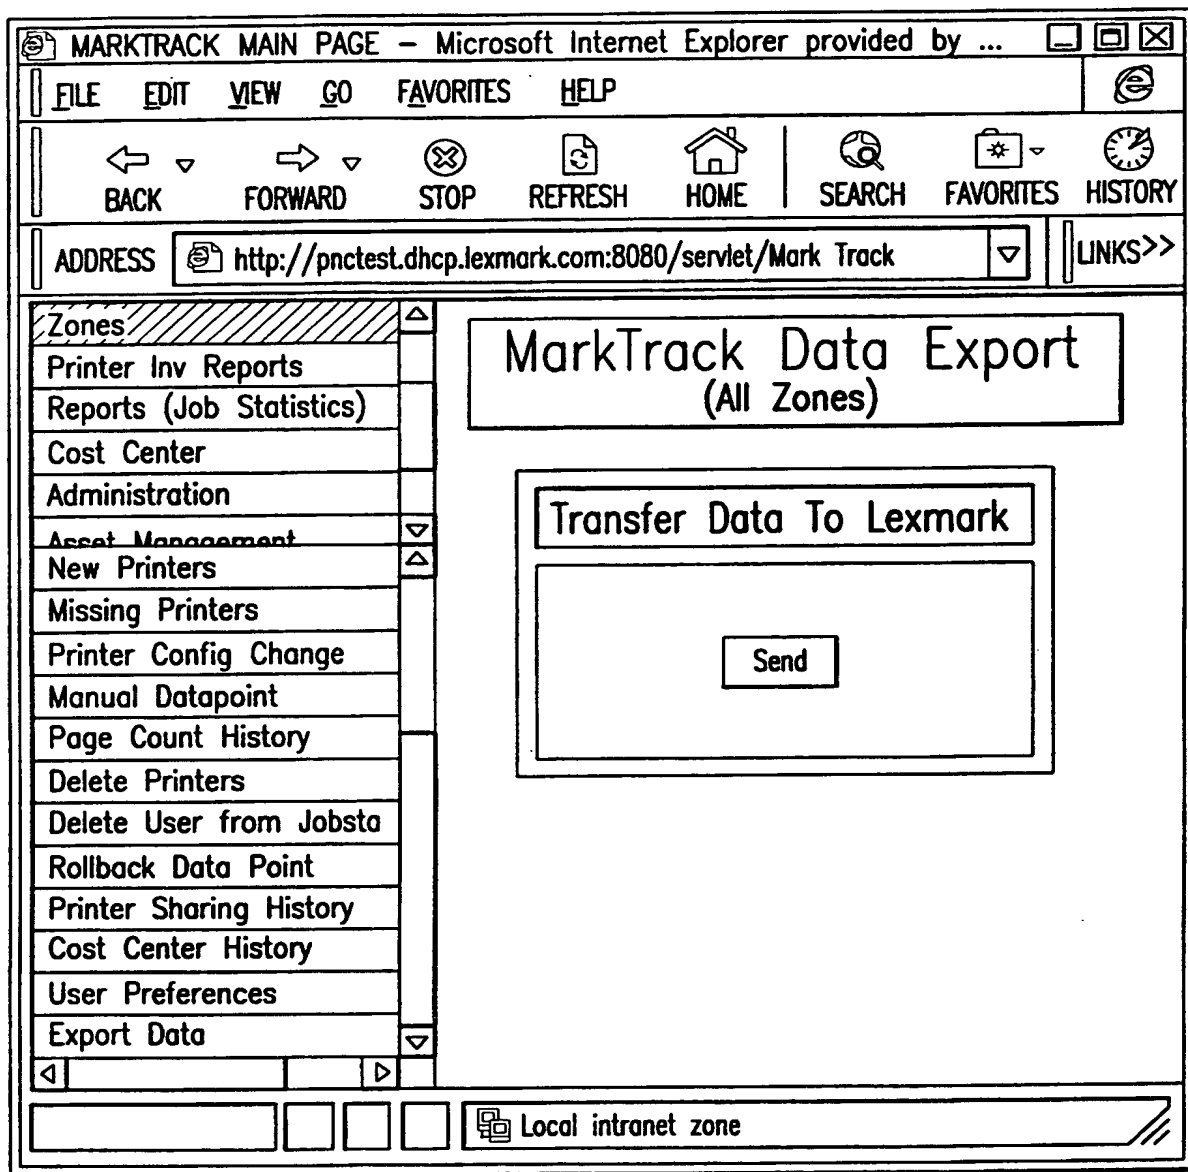 MARKTRACK MAIN PAGE – Microsoft Internet Explorer provided by ...
FILE EDIT VIEW GO FAVORITES HELP
BACK FORWARD STOP REFRESH HOME SEARCH FAVORITES HISTORY
ADDRESS http://pnctest.dhcp.lexmark.com:8080/servlet/Mark Track LINKS>>
Zones
Printer Inv Reports
Reports (Job Statistics)
Cost Center
Administration
Asset Management
New Printers
Missing Printers
Printer Config Change
Manual Datapoint
Page Count History
Delete Printers
Delete User from Jobsta
Rollback Data Point
Printer Sharing History
Cost Center History
User Preferences
Export Data
MarkTrack Data Export
(All Zones)
Transfer Data To Lexmark
Send
Local intranet zone